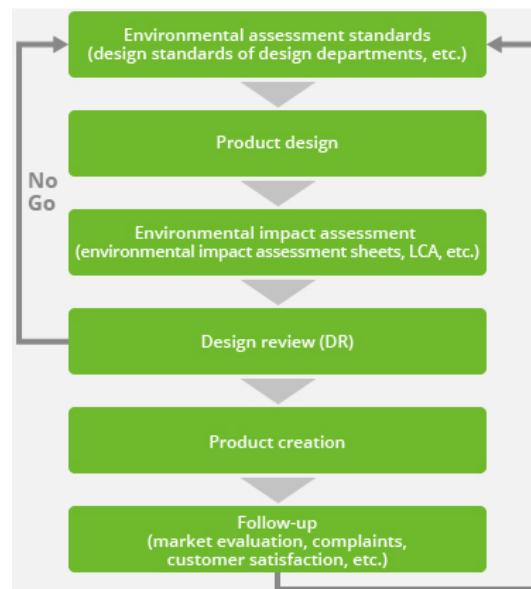 Environmental assessment standards
(design standards of design departments, etc.)
Product design
No
Go
Environmental impact assessment
(environmental impact assessment sheets, LCA, etc.)
Design review (DR)
Product creation
Follow-up
(market evaluation, complaints,
customer satisfaction, etc.)